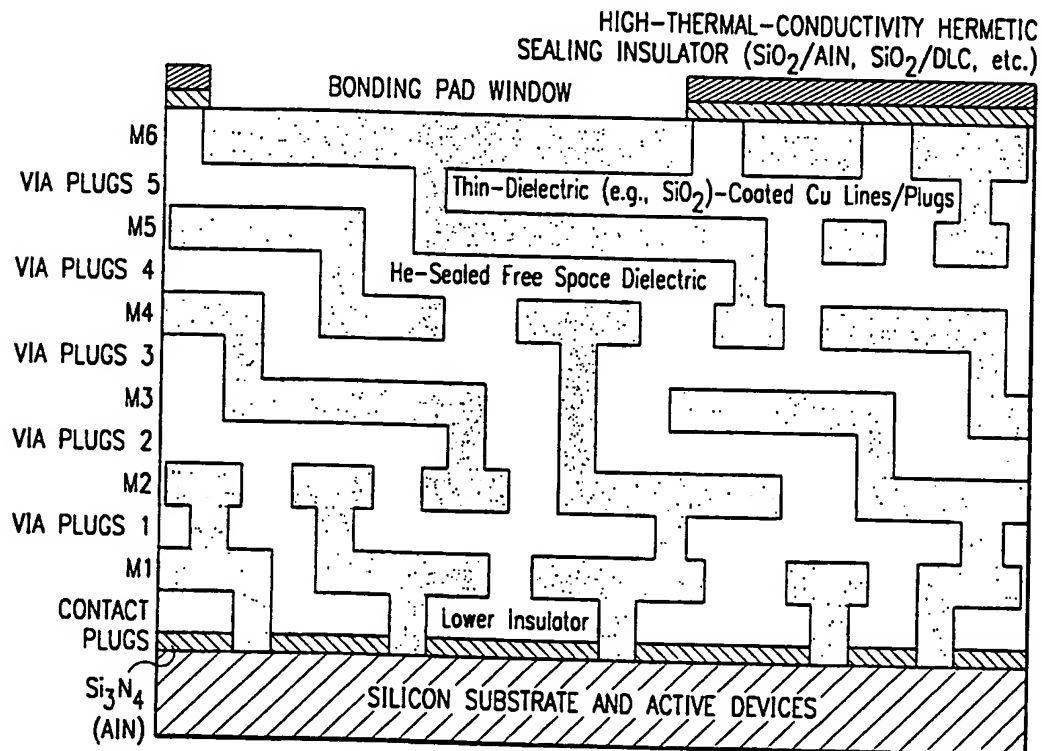 HIGH-THERMAL-CONDUCTIVITY HERMETIC
SEALING INSULATOR (SiO2/AlN, SiO2/DLC, etc.)
BONDING PAD WINDOW
M6
VIA PLUGS 5
Thin-Dielectric (e.g., SiO2)-Coated Cu Lines/Plugs
M5
VIA PLUGS 4
He-Sealed Free Space Dielectric
M4
VIA PLUGS 3
M3
VIA PLUGS 2
M2
VIA PLUGS 1
M1
CONTACT
PLUGS
Lower Insulator
Si3N4
(AlN)
SILICON SUBSTRATE AND ACTIVE DEVICES